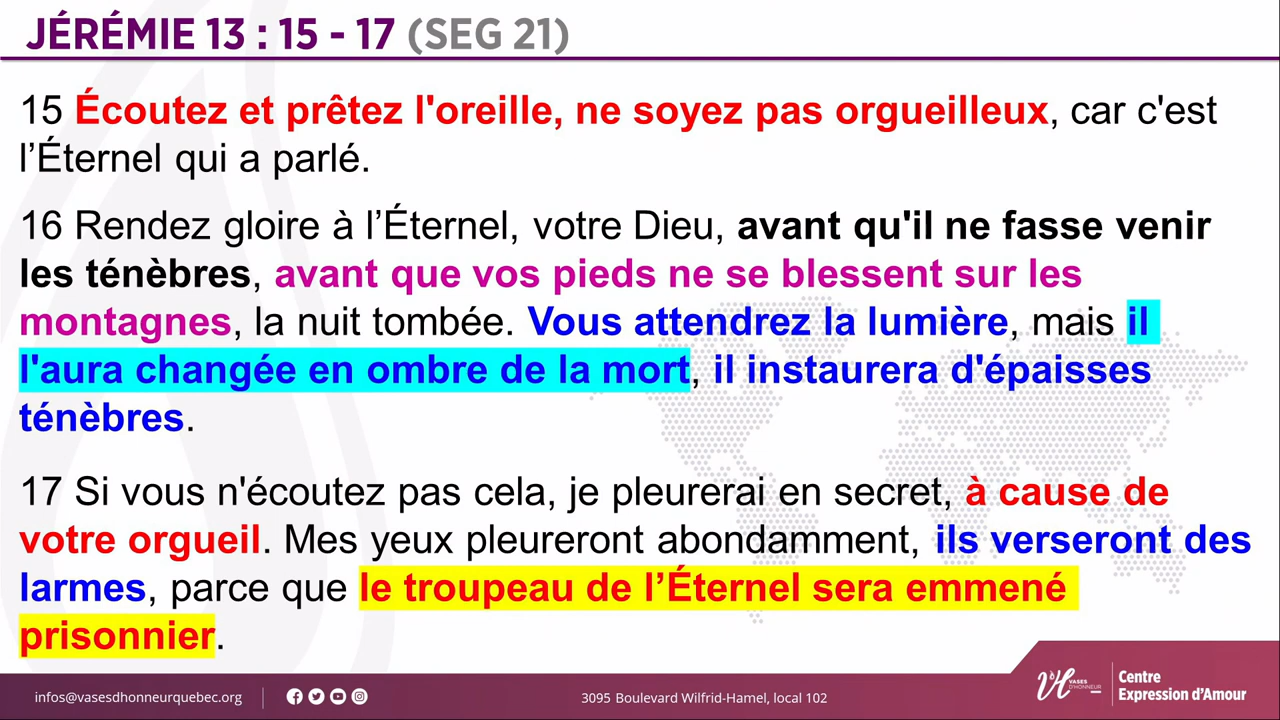 JÉRÉMIE 13 : 15 - 17 (SEG 21)
15 Écoutez et prêtez l'oreille, ne soyez pas orgueilleux, car c'est
l’Éternel qui a parlé.
16 Rendez gloire à l’Éternel, votre Dieu, avant qu'il ne fasse venir
les ténèbres, avant que vos pieds ne se blessent sur les
montagnes, la nuit tombée. Vous attendrez la lumière, mais il
l'aura changée en ombre de la mort, il instaurera d'épaisses
ténèbres.
17 Si vous n'écoutez pas cela, je pleurerai en secret, à cause de
votre orgueil. Mes yeux pleureront abondamment, ils verseront des
larmes, parce que le troupeau de l’Éternel sera emmené
prisonnier.
infos@vasesdhonneurquebec.org
3095 Boulevard Wilfrid-Hamel, local 102
VASES
D'HONNEUR
Centre
Expression d’Amour